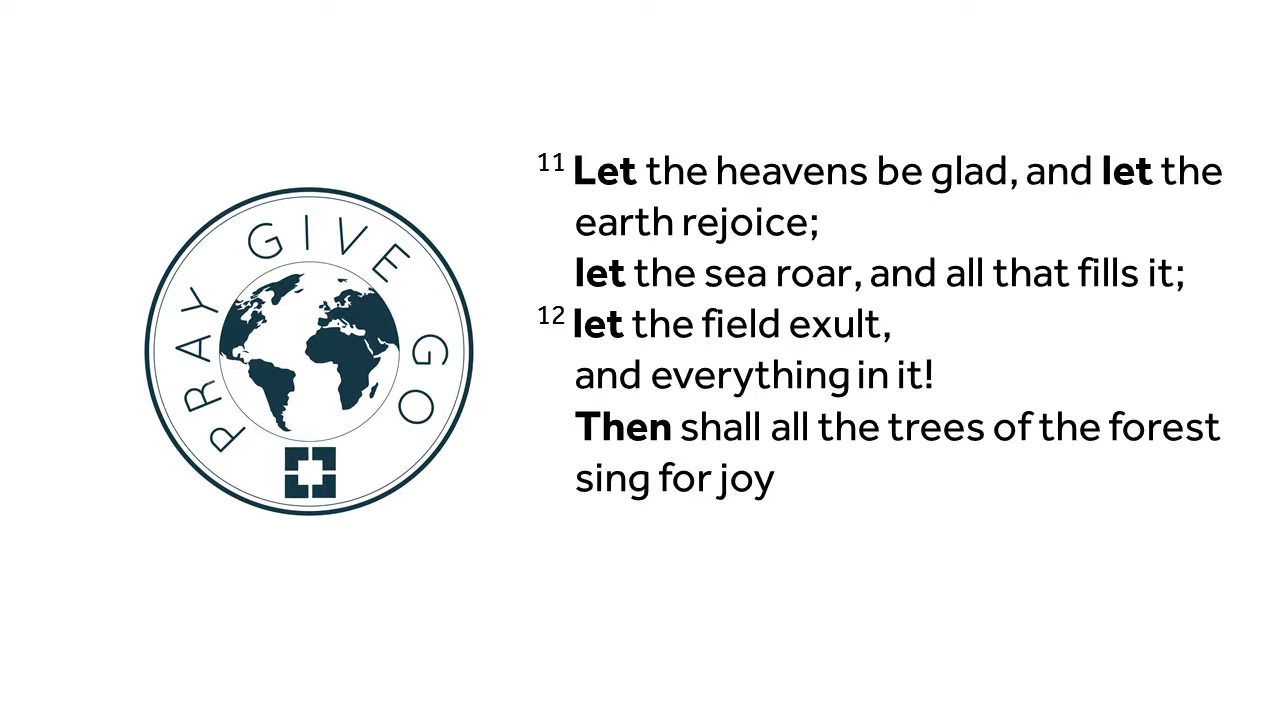 PRAY GIVE GO
11 Let the heavens be glad, and let the
earth rejoice;
let the sea roar, and all that fills it;
12 let the field exult,
and everything in it!
Then shall all the trees of the forest
sing for joy